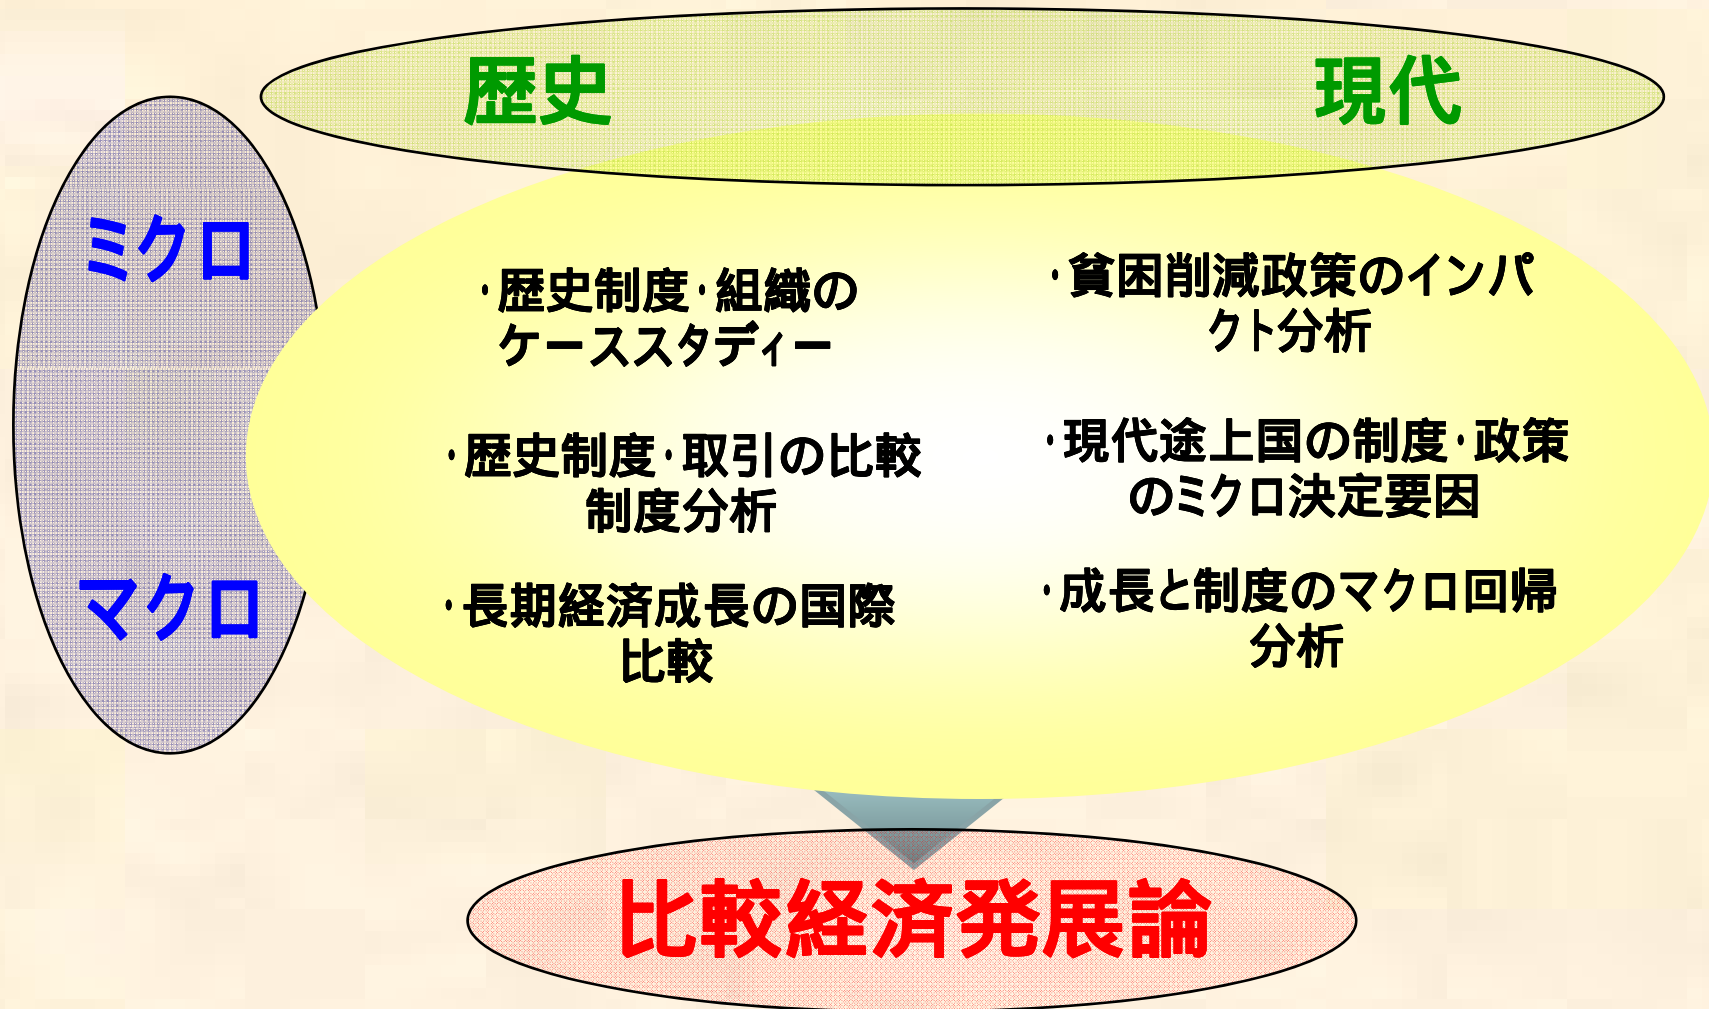 歴史 現代
ミクロ
・歴史制度・組織の
ケーススタディー
・貧困削減政策のインパ
クト分析
・歴史制度・取引の比較
制度分析
・現代途上国の制度・政策
のミクロ決定要因
マクロ
・長期経済成長の国際
比較
・成長と制度のマクロ回帰
分析
比較経済発展論